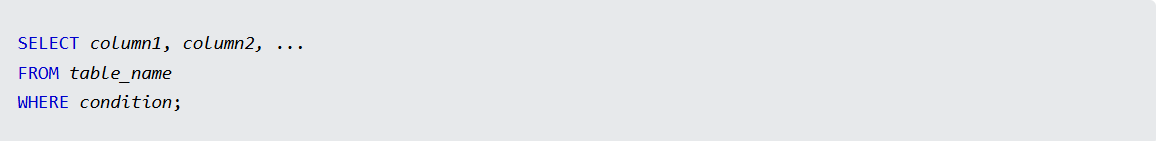 SELECT column1, column2, ...
FROM table_name
WHERE condition;